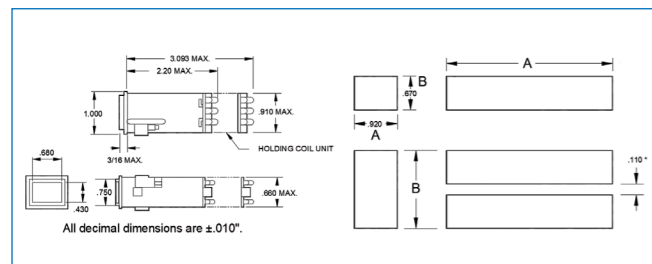 3.093 MAX.
2.20 MAX.
1.000
.910 MAX.
HOLDING COIL UNIT
3/16 MAX.
.680
.430
.750
.660 MAX.
All decimal dimensions are ±.010".
A
B
.670
.920
A
B
.110 *